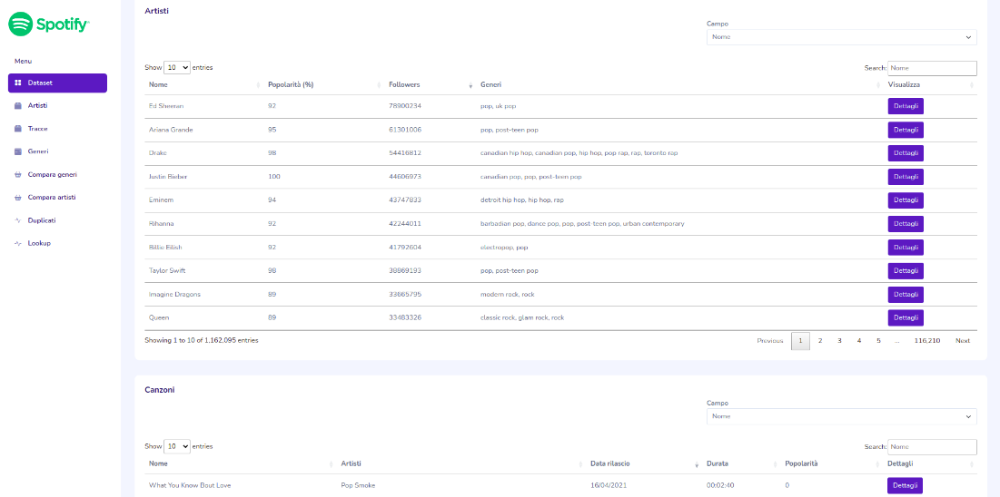 Spotify
Menu
Dataset
Artisti
Tracce
Generi
Compara generi
Compara artisti
Duplicati
Lookup
Artisti
Campo
Nome
Show 10 entries
Search: Nome
Nome Popolarità (%) Followers Generi Visualizza
Ed Sheeran 92 78900234 pop, uk pop Dettagli
Ariana Grande 95 61301006 pop, post-teen pop Dettagli
Drake 98 54416812 canadian hip hop, canadian pop, hip hop, pop rap, rap, toronto rap Dettagli
Justin Bieber 100 44606973 canadian pop, pop, post-teen pop Dettagli
Eminem 94 43747833 detroit hip hop, hip hop, rap Dettagli
Rihanna 92 42244011 barbadian pop, dance pop, pop, post-teen pop, urban contemporary Dettagli
Billie Eilish 92 41792604 electropop, pop Dettagli
Taylor Swift 98 38869193 pop, post-teen pop Dettagli
Imagine Dragons 89 33665795 modern rock, rock Dettagli
Queen 89 33483326 classic rock, glam rock, rock Dettagli
Showing 1 to 10 of 1,162,095 entries
Previous 1 2 3 4 5 ... 116,210 Next
Canzoni
Campo
Nome
Show 10 entries
Search: Nome
Nome Artisti Data rilascio Durata Popolarità Dettagli
What You Know Bout Love Pop Smoke 16/04/2021 00:02:40 0 Dettagli